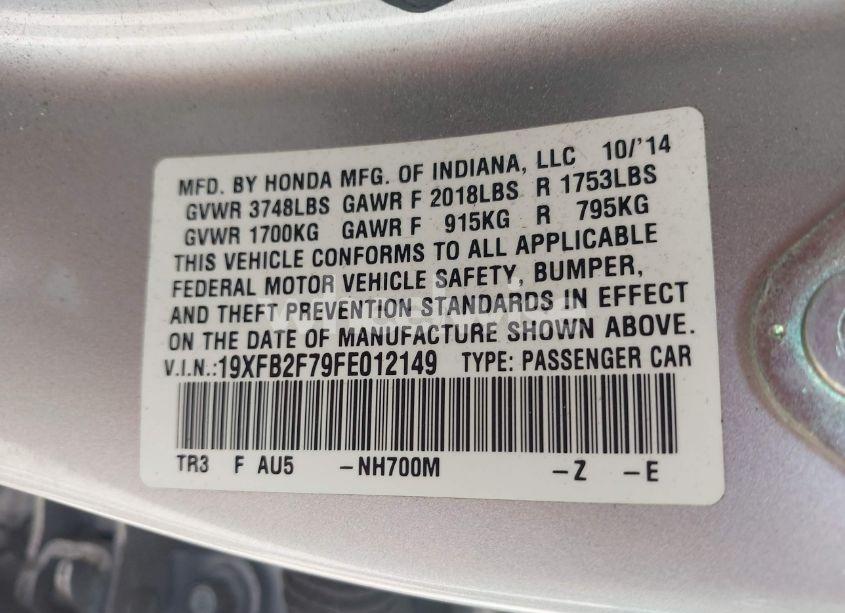 MFD. BY HONDA MFG. OF INDIANA, LLC 10/'14
GVWR 3748LBS GAWR F 2018LBS R 1753LBS
GVWR 1700KG GAWR F 915KG R 795KG
THIS VEHICLE CONFORMS TO ALL APPLICABLE
FEDERAL MOTOR VEHICLE SAFETY, BUMPER,
AND THEFT PREVENTION STANDARDS IN EFFECT
ON THE DATE OF MANUFACTURE SHOWN ABOVE.
V.I.N.:19XFB2F79FE012149 TYPE: PASSENGER CAR
TR3 F AU5 -NH700M -Z -E